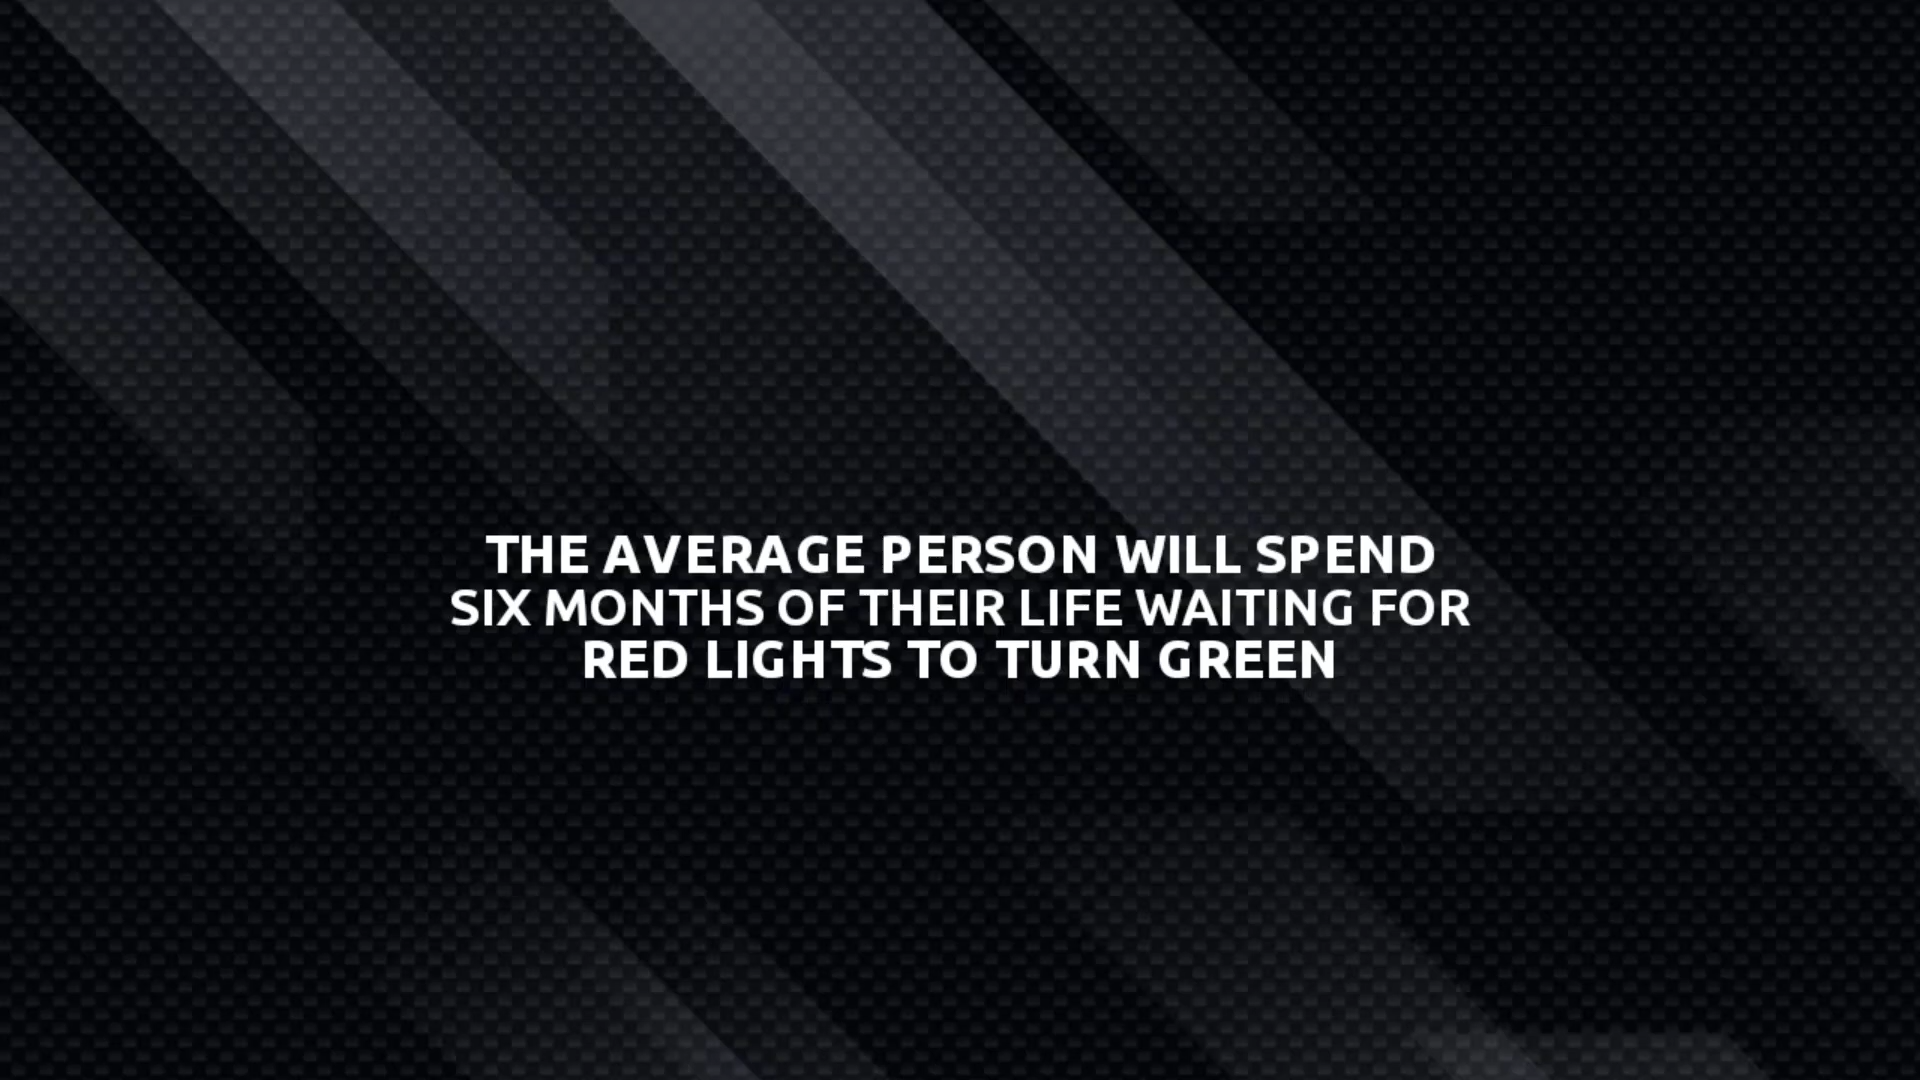 THE AVERAGE PERSON WILL SPEND
SIX MONTHS OF THEIR LIFE WAITING FOR
RED LIGHTS TO TURN GREEN